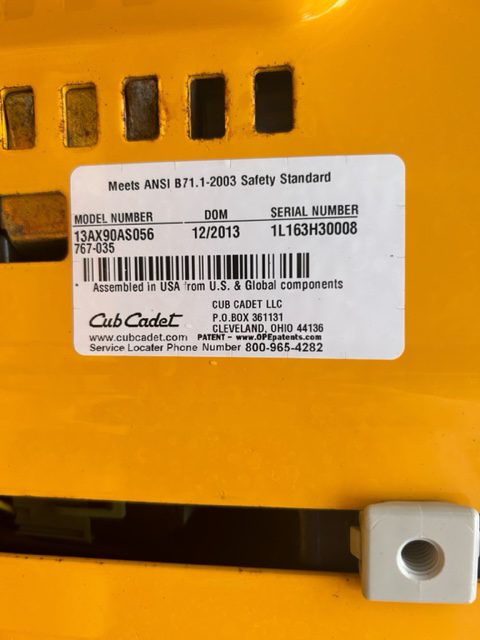 Meets ANSI B71.1-2003 Safety Standard
MODEL NUMBER DOM SERIAL NUMBER
13AX90AS056 12/2013 1L163H30008
767-035
Assembled in USA from U.S. & Global components
Cub Cadet
CUB CADET LLC
P.O.BOX 361131
CLEVELAND, OHIO 44136
www.cubcadet.com PATENT - www.OPEpatents.com
Service Locater Phone Number 800-965-4282